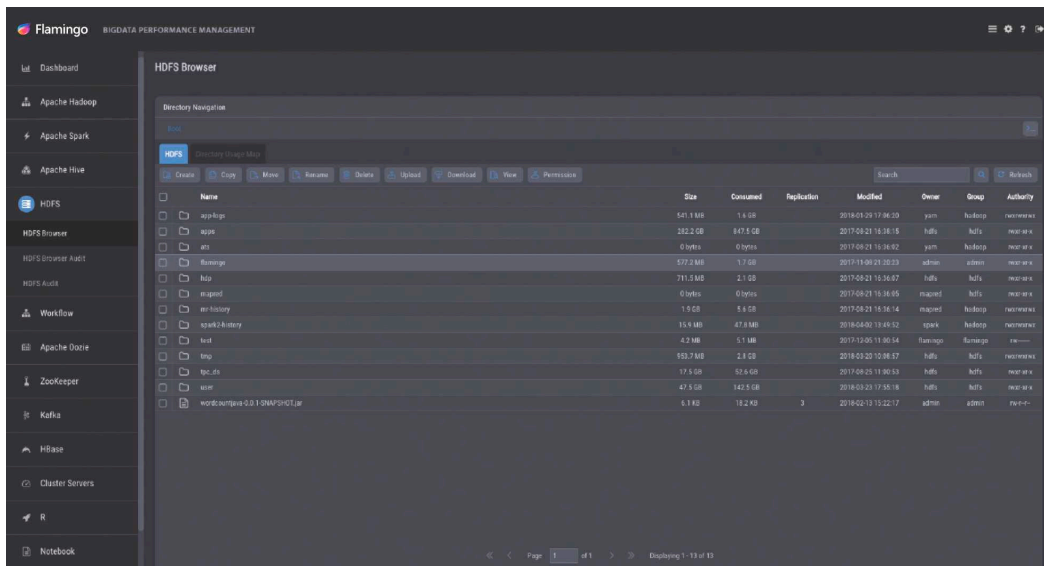 Flamingo BIGDATA PERFORMANCE MANAGEMENT
Dashboard
Apache Hadoop
Apache Spark
Apache Hive
HDFS
HDFS Browser
HDFS Browser Audit
HDFS Audit
Workflow
Apache Oozie
ZooKeeper
Kafka
HBase
Cluster Servers
R
Notebook
HDFS Browser
Directory Navigation
HDFS Directory Usage Map
Create Copy Move Rename Delete Upload Download View Permission Search Refresh
Name Size Consumed Replication Modified Owner Group Authority
app-logs 541.1 MB 1.6 GB 2018-01-29 17:06:20 yarn hadoop rwxrwxrwx
apps 282.2 GB 847.5 GB 2017-08-21 16:36:15 hdfs hdfs rwxr-xr-x
ats 0 bytes 0 bytes 2017-08-21 16:36:02 yarn hadoop rwxr-xr-x
flamingo 577.2 MB 1.7 GB 2017-11-08 21:20:23 admin admin rwxr-xr-x
hdp 711.5 MB 2.1 GB 2017-08-21 16:36:07 hdfs hdfs rwxr-xr-x
mapred 0 bytes 0 bytes 2017-08-21 16:36:05 mapred hdfs rwxr-xr-x
mr-history 1.9 GB 5.6 GB 2017-08-21 16:36:14 mapred hadoop rwxrwxrwx
spark2-history 15.9 MB 47.8 MB 2018-04-02 13:49:52 spark hadoop rwxrwxrwx
test 4.2 MB 5.1 MB 2017-12-05 11:00:54 flamingo flamingo
tmp 953.7 MB 2.8 GB 2018-03-20 10:08:57 hdfs hdfs rwxrwxrwx
tpc_ds 17.5 GB 52.6 GB 2017-08-25 11:00:53 hdfs hdfs rwxr-xr-x
user 47.5 GB 142.5 GB 2018-03-23 17:55:18 hdfs hdfs rwxr-xr-x
wordcountjava-0.0.1-SNAPSHOT.jar 6.1 KB 18.2 KB 3 2018-02-13 15:22:17 admin admin rw-r--r--
Page 1 of 1 Displaying 1 - 13 of 13